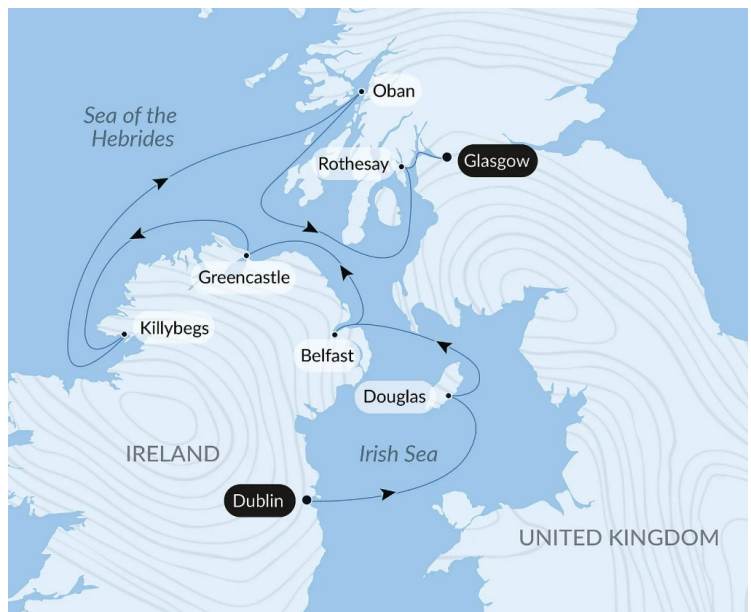 Oban
Sea of the
Hebrides
Rothesay
Glasgow
Greencastle
Killybegs
Belfast
Douglas
IRELAND
Irish Sea
Dublin
UNITED KINGDOM